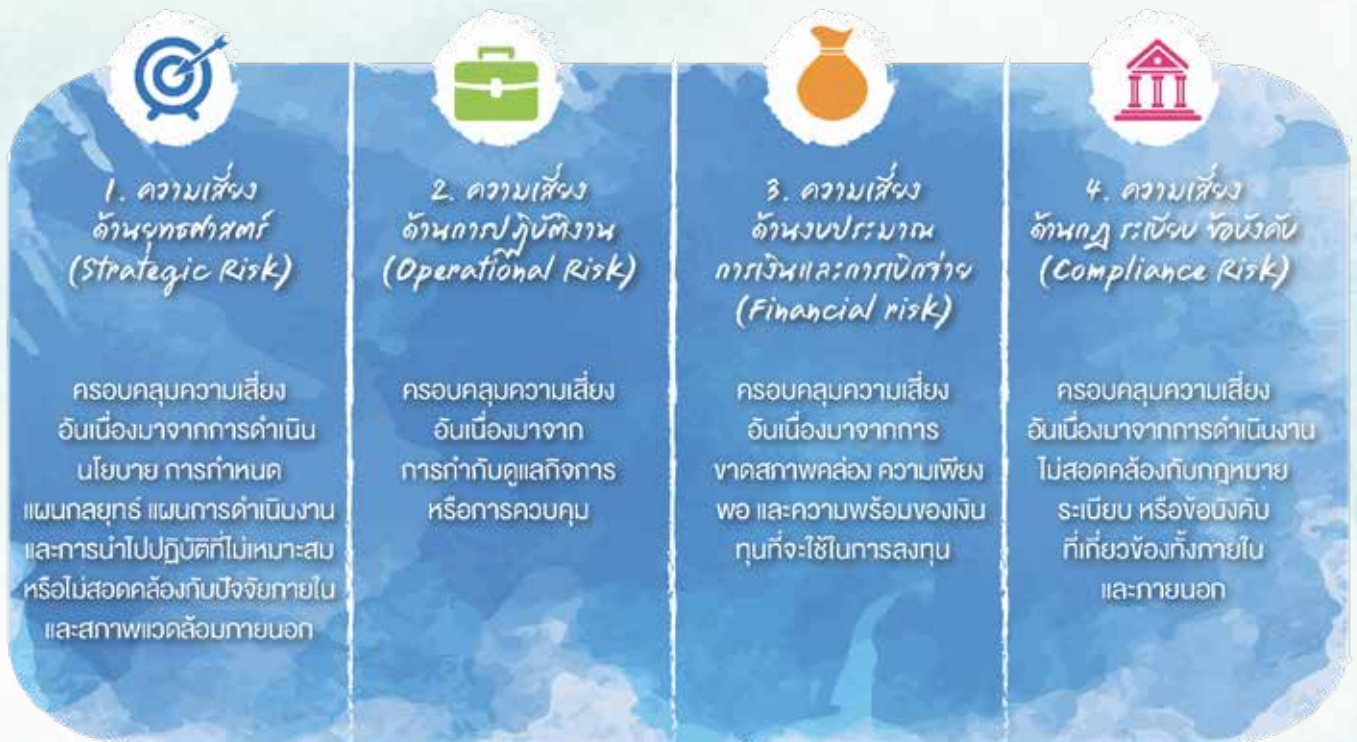 1. ความเสี่ยง
ด้านยุทธศาสตร์
(Strategic Risk)
ครอบคลุมความเสี่ยง
อันเนื่องมาจากการดำเนิน
นโยบาย การกำหนด
แผนกลยุทธ์ แผนการดำเนินงาน
และการนำไปปฏิบัติที่ไม่เหมาะสม
หรือไม่สอดคล้องกับปัจจัยภายใน
และสภาพแวดล้อมภายนอก
2. ความเสี่ยง
ด้านการปฏิบัติงาน
(Operational Risk)
ครอบคลุมความเสี่ยง
อันเนื่องมาจาก
การกำกับดูแลกิจการ
หรือการควบคุม
3. ความเสี่ยง
ด้านงบประมาณ
การเงินและการเบิกจ่าย
(Financial risk)
ครอบคลุมความเสี่ยง
อันเนื่องมาจากการ
ขาดสภาพคล่อง ความเพียง
พอ และความพร้อมของเงิน
ทุนที่จะใช้ในการลงทุน
4. ความเสี่ยง
ด้านกฎ ระเบียบ ข้อบังคับ
(Compliance Risk)
ครอบคลุมความเสี่ยง
อันเนื่องมาจากการดำเนินงาน
ไม่สอดคล้องกับกฎหมาย
ระเบียบ หรือข้อบังคับ
ที่เกี่ยวข้องทั้งภายใน
และภายนอก